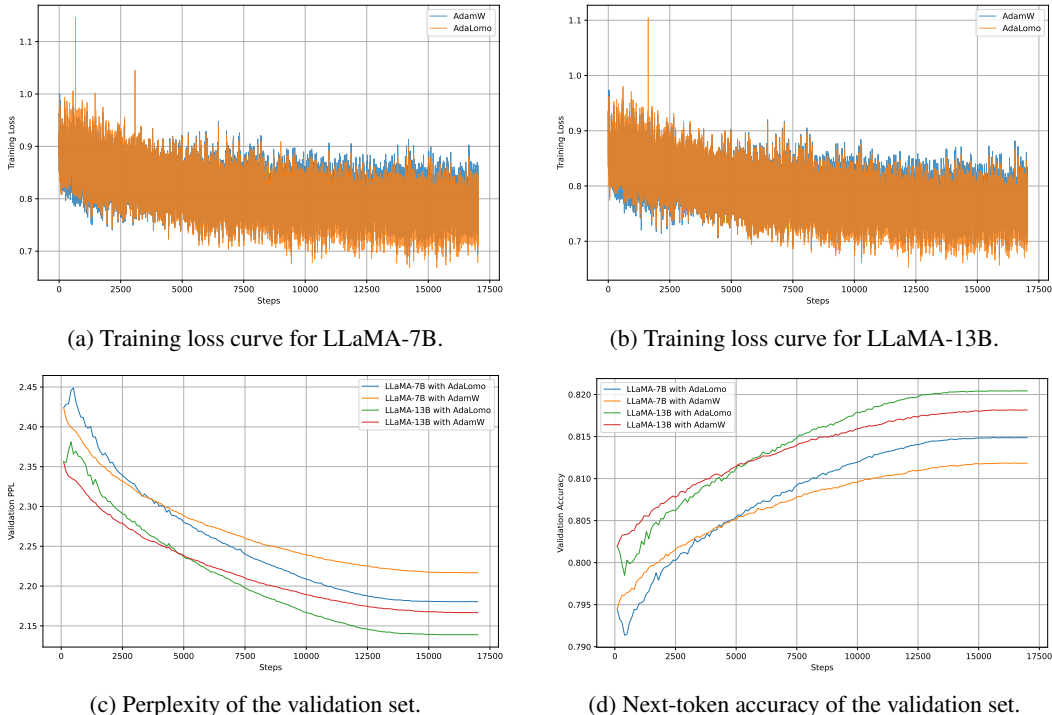 AdamW
AdaLomo
1.1
1.0
0.9
0.8
0.7
Training Loss
0
2500
5000
7500
10000
12500
15000
17500
Steps
(a) Training loss curve for LLaMA-7B.
AdamW
AdaLomo
1.1
1.0
0.9
0.8
0.7
Training Loss
0
2500
5000
7500
10000
12500
15000
17500
Steps
(b) Training loss curve for LLaMA-13B.
LLaMA-7B with AdaLomo
LLaMA-7B with AdamW
LLaMA-13B with AdaLomo
LLaMA-13B with AdamW
2.45
2.40
2.35
2.30
2.25
2.20
2.15
Validation PPL
0
2500
5000
7500
10000
12500
15000
17500
Steps
(c) Perplexity of the validation set.
LLaMA-7B with AdaLomo
LLaMA-7B with AdamW
LLaMA-13B with AdaLomo
LLaMA-13B with AdamW
0.820
0.815
0.810
0.805
0.800
0.795
0.790
Validation Accuracy
0
2500
5000
7500
10000
12500
15000
17500
Steps
(d) Next-token accuracy of the validation set.